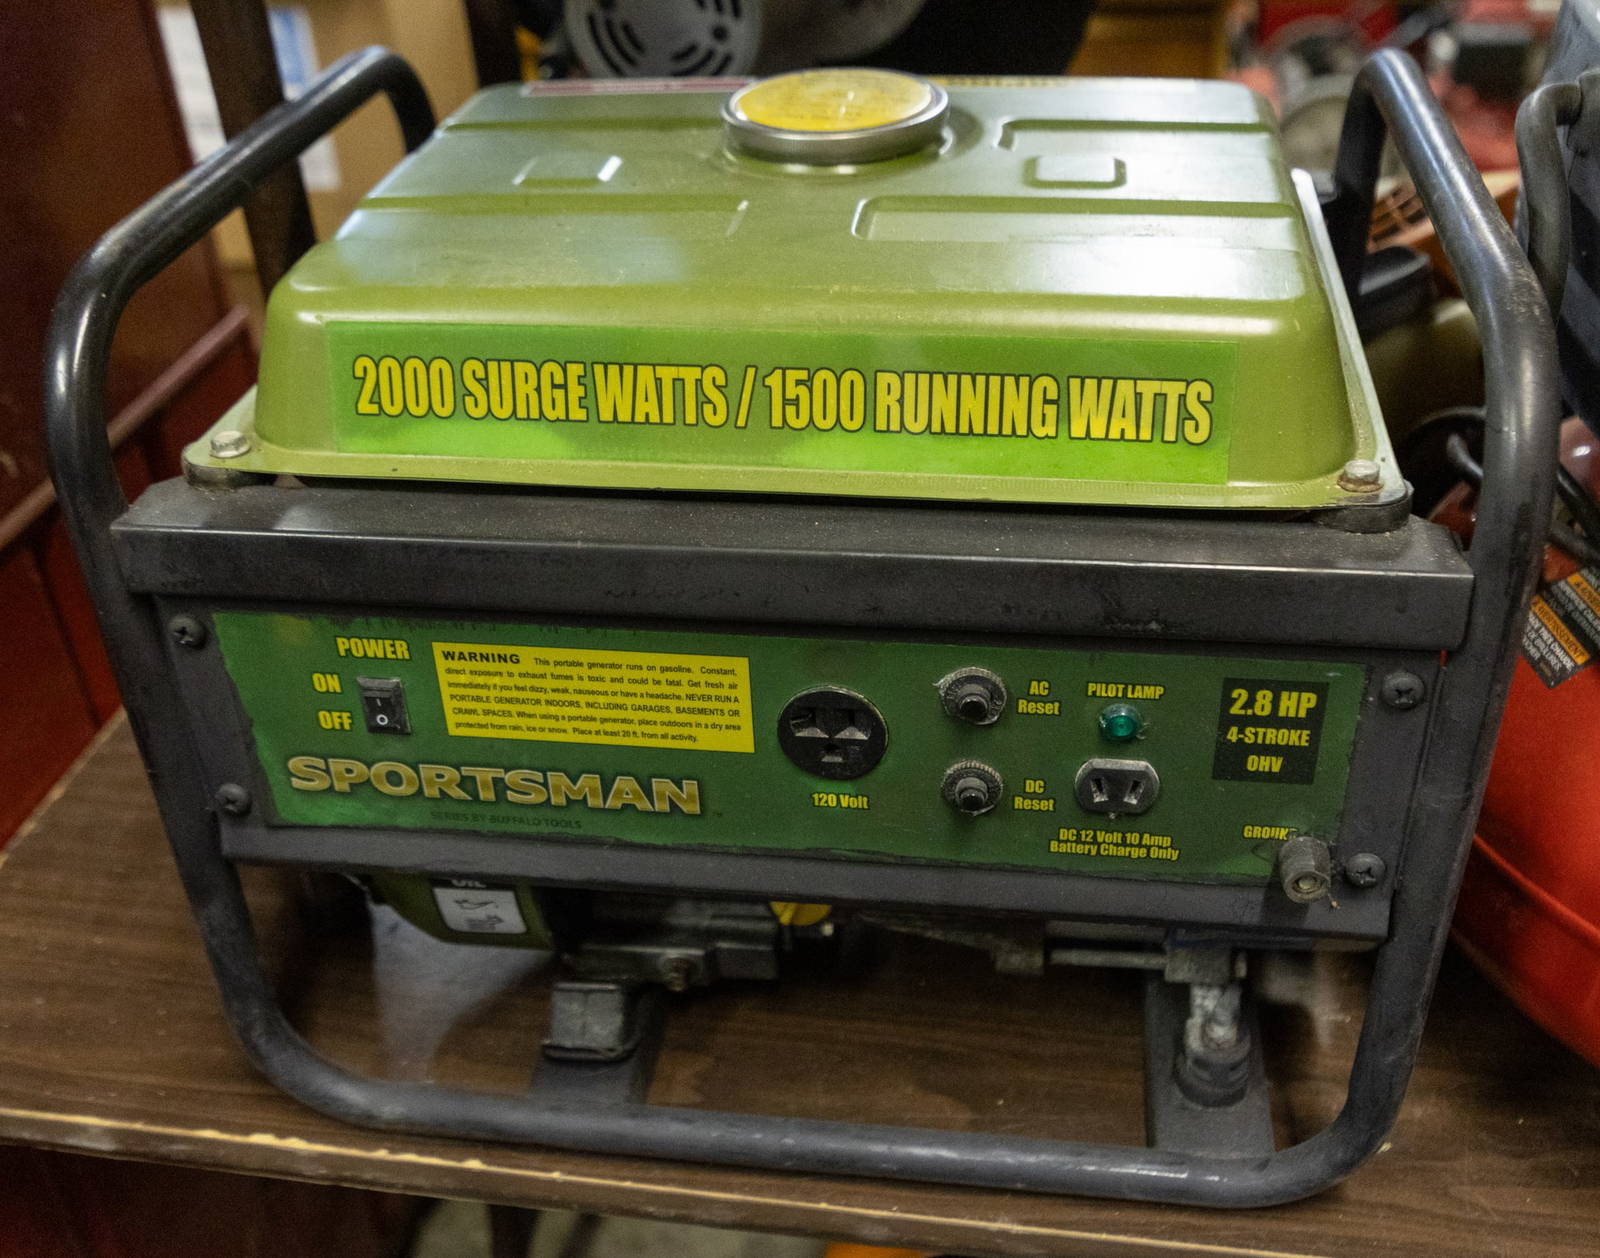 2000 SURGE WATTS / 1500 RUNNING WATTS
POWER
ON
OFF
WARNING This portable generator runs on gasoline. Constant,
direct exposure to exhaust fumes is toxic and could be fatal. Get fresh air
immediately if you feel dizzy, weak, nauseous or have a headache. NEVER RUN A
PORTABLE GENERATOR INDOORS, INCLUDING GARAGES, BASEMENTS OR
CRAWL SPACES. When using a portable generator, place outdoors in a dry area
protected from rain, ice or snow. Place at least 20 ft. from all activity.
SPORTSMAN
SERIES BY BUFFALO TOOLS
120 Volt
AC
Reset
DC
Reset
PILOT LAMP
DC 12 Volt 10 Amp
Battery Charge Only
2.8 HP
4-STROKE
OHV
GROUND
OIL